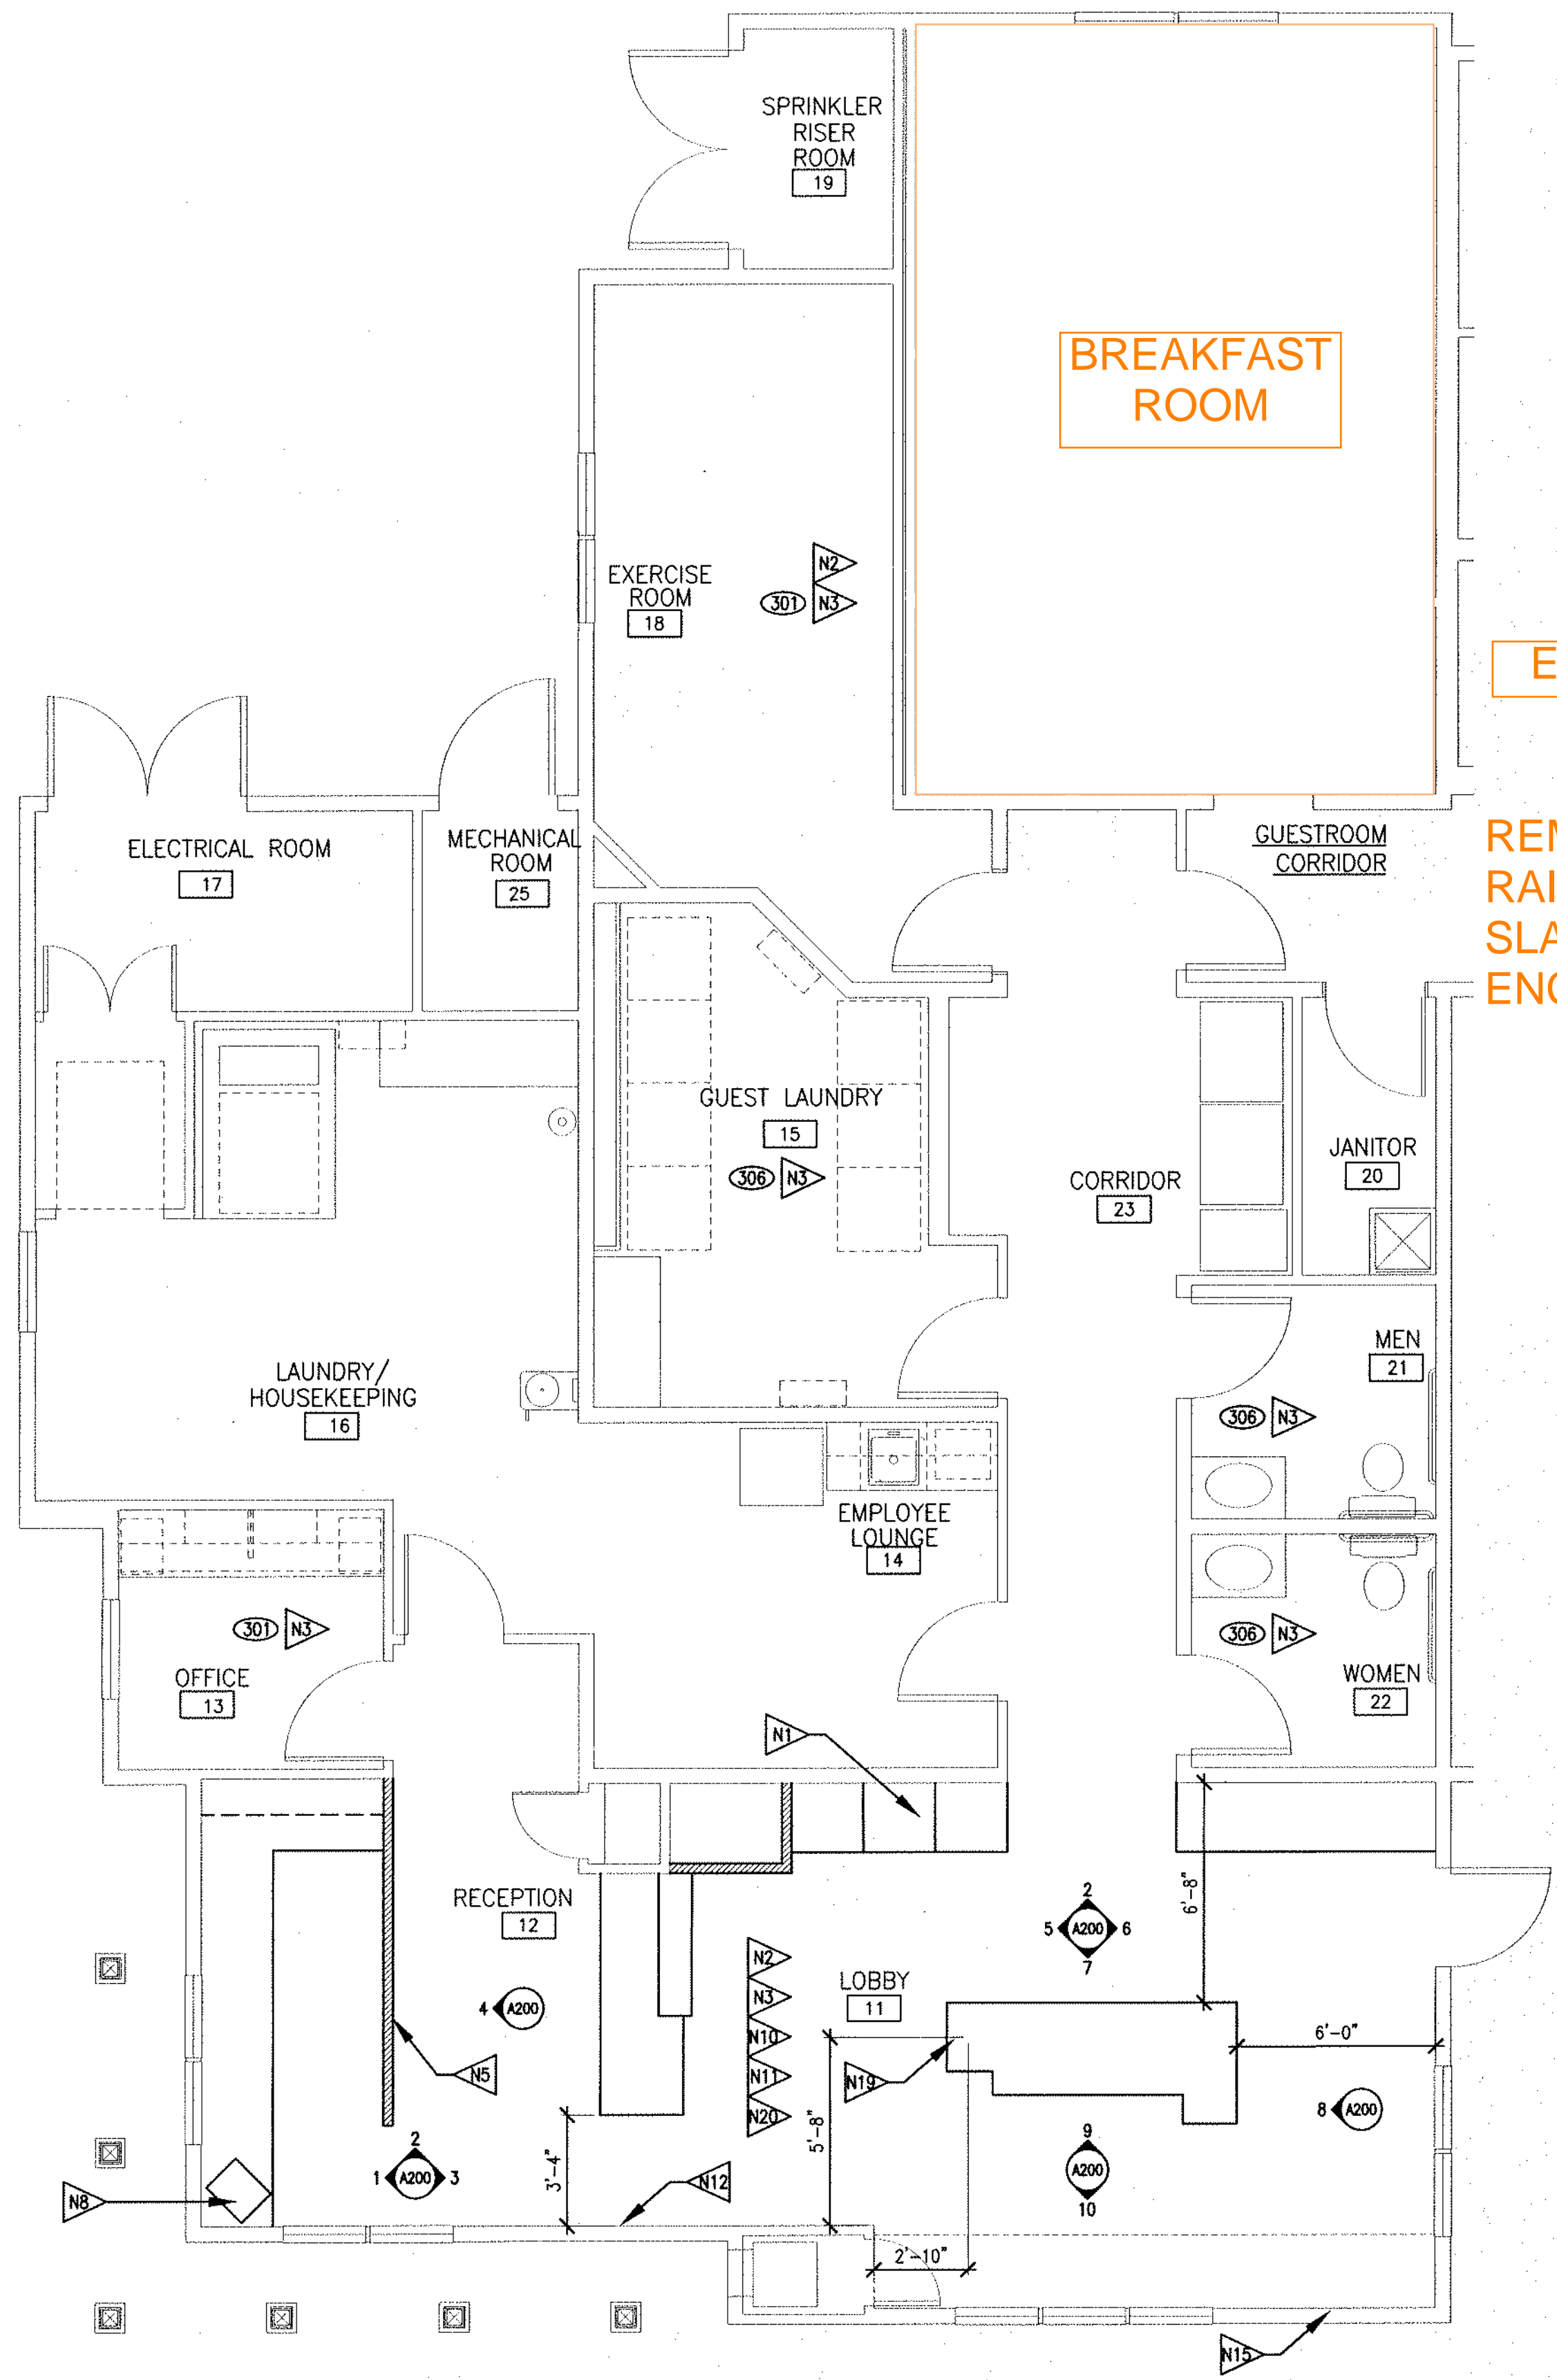 SPRINKLER
RISER
ROOM
19
BREAKFAST
ROOM
EXERCISE
ROOM
18
N2
301 N3
E
ELECTRICAL ROOM
17
MECHANICAL
ROOM
25
GUESTROOM
CORRIDOR
GUEST LAUNDRY
15
306 N3
CORRIDOR
23
JANITOR
20
LAUNDRY/
HOUSEKEEPING
16
MEN
21
306 N3
EMPLOYEE
LOUNGE
14
301 N3
OFFICE
13
306 N3
WOMEN
22
N1
RECEPTION
12
4 A200
N5
2
1 A200 3
N8
3'-4"
N12
N2
N3
N10
N11
N20
LOBBY
11
2
5 A200 6
7
6'-8"
6'-0"
N19
5'-8"
8 A200
9
A200
10
2'-10"
N15